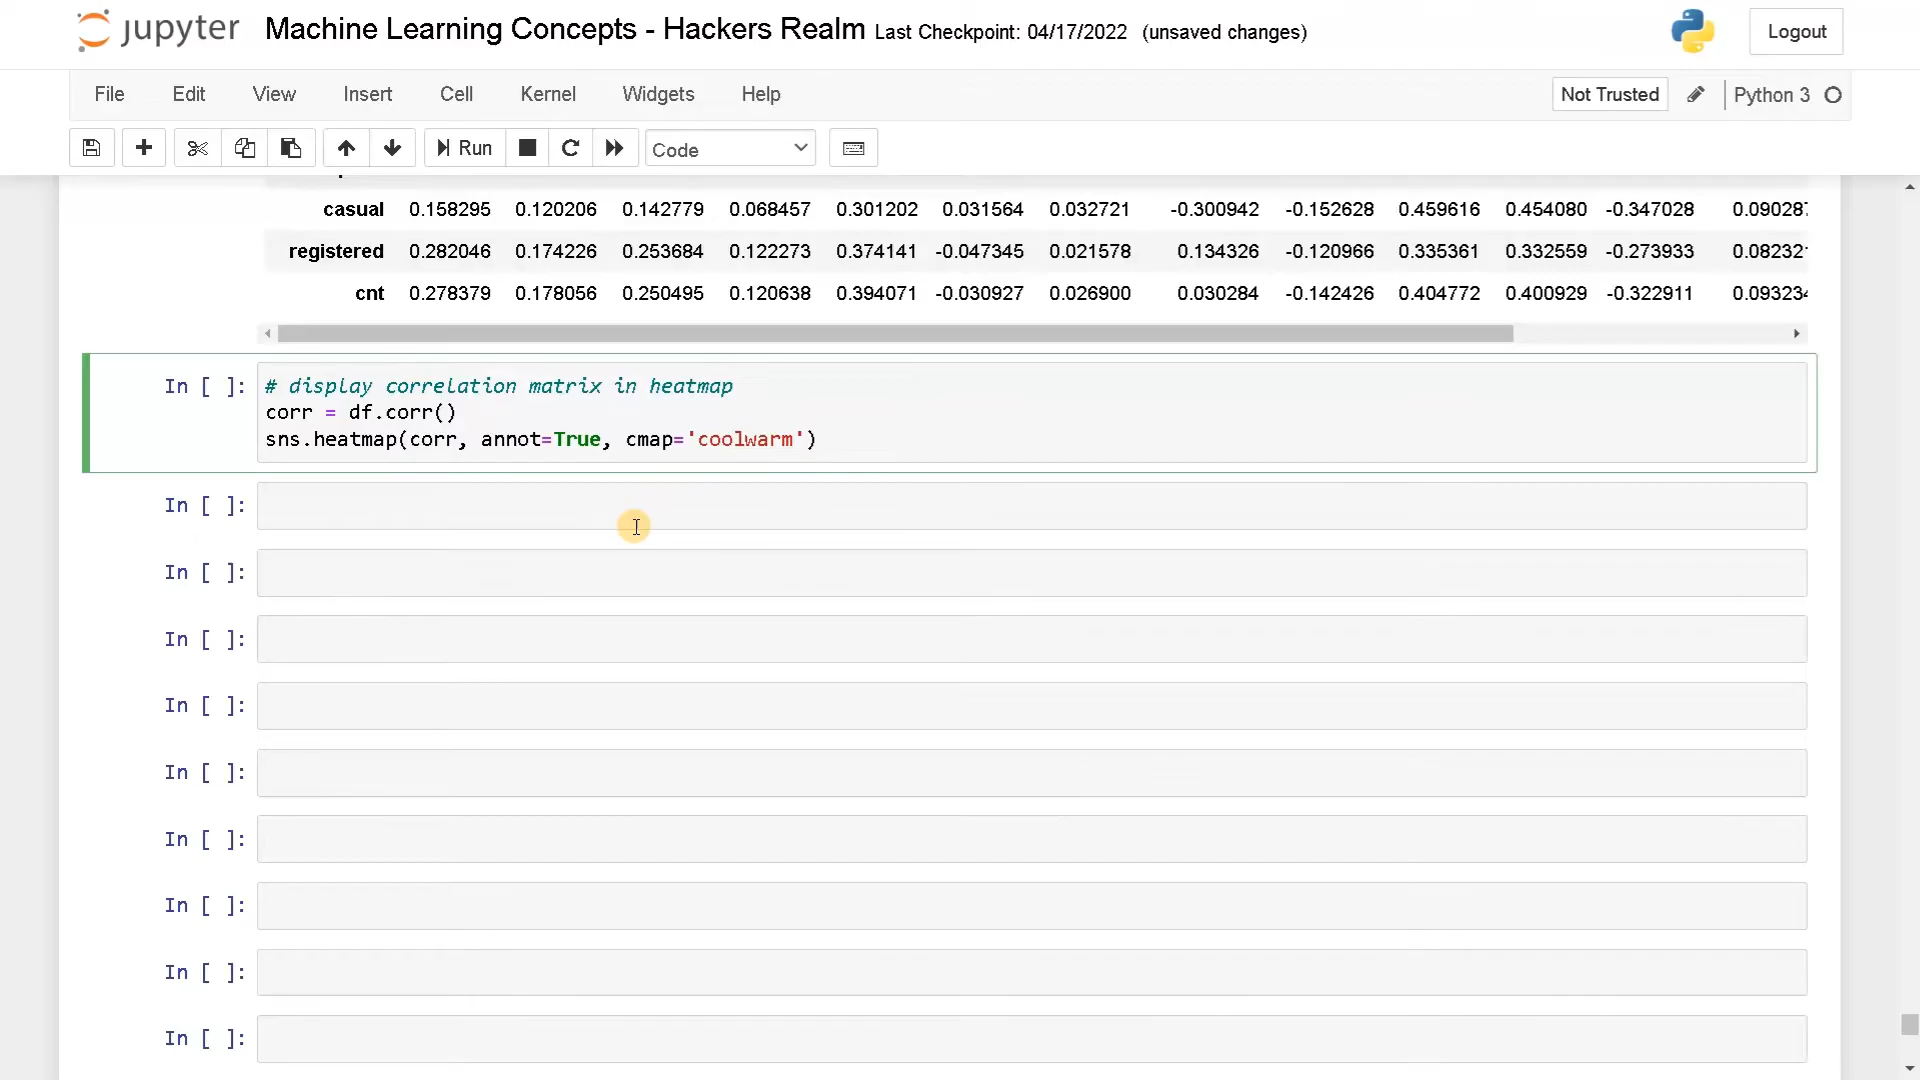 jupyter Machine Learning Concepts - Hackers Realm Last Checkpoint: 04/17/2022 (unsaved changes) Logout
File Edit View Insert Cell Kernel Widgets Help Not Trusted Python 3
Run Code
casual 0.158295 0.120206 0.142779 0.068457 0.301202 0.031564 0.032721 -0.300942 -0.152628 0.459616 0.454080 -0.347028 0.090287
registered 0.282046 0.174226 0.253684 0.122273 0.374141 -0.047345 0.021578 0.134326 -0.120966 0.335361 0.332559 -0.273933 0.08232
cnt 0.278379 0.178056 0.250495 0.120638 0.394071 -0.030927 0.026900 0.030284 -0.142426 0.404772 0.400929 -0.322911 0.093234
In [ ]: # display correlation matrix in heatmap
corr = df.corr()
sns.heatmap(corr, annot=True, cmap='coolwarm')
In [ ]:
In [ ]:
In [ ]:
In [ ]:
In [ ]:
In [ ]:
In [ ]:
In [ ]:
In [ ]: